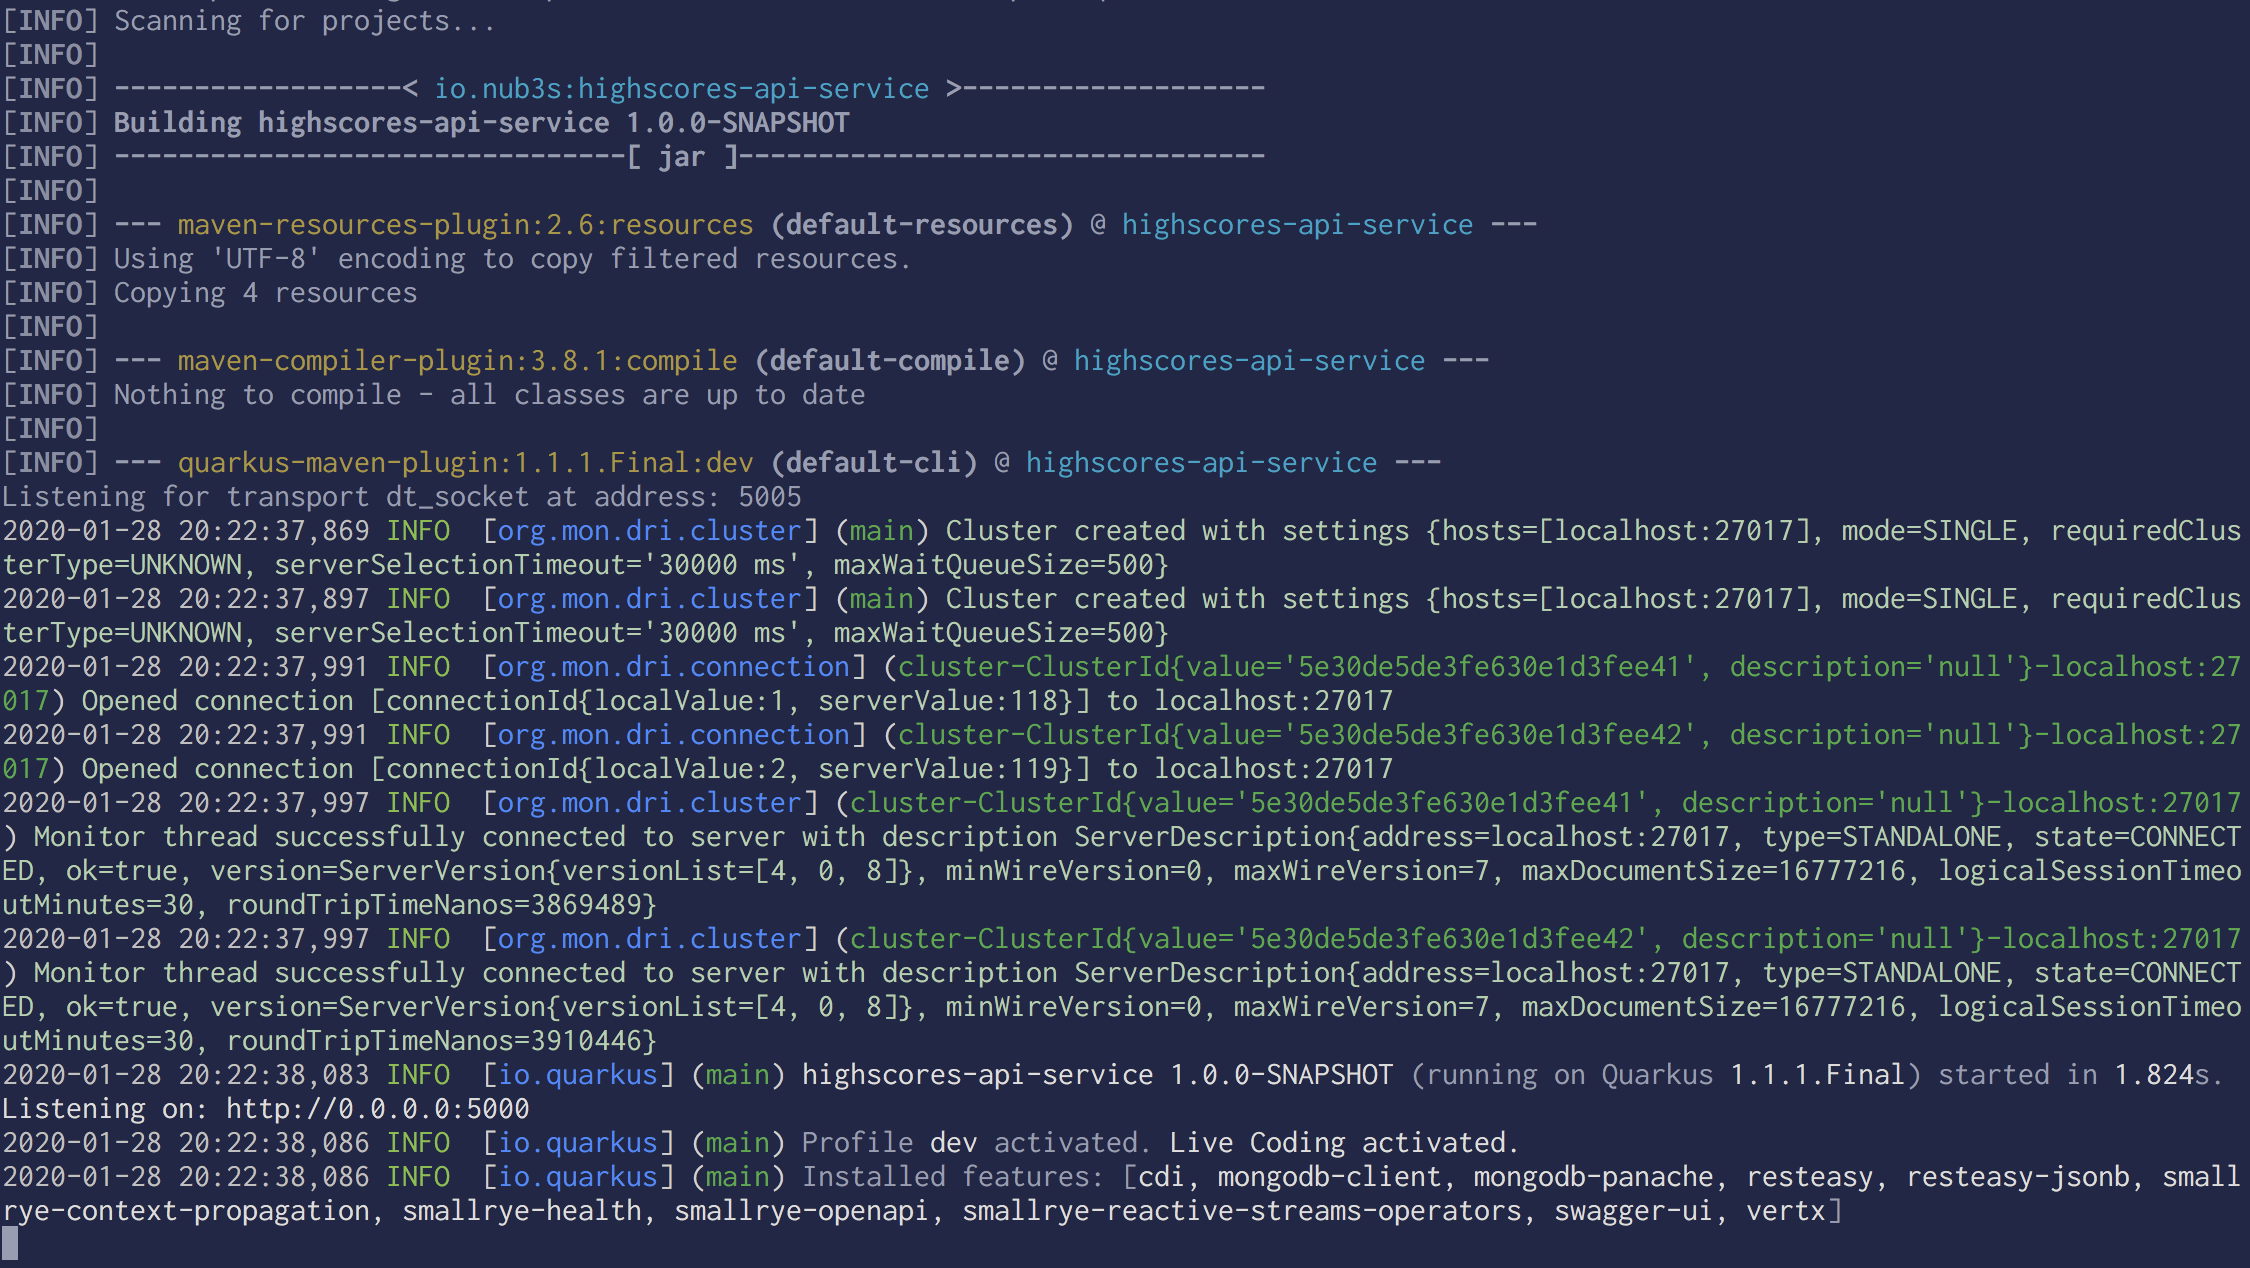 [INFO] Scanning for projects...
[INFO]
[INFO] ------------------< io.nub3s:highscores-api-service >-------------------
[INFO] Building highscores-api-service 1.0.0-SNAPSHOT
[INFO] --------------------------------[ jar ]---------------------------------
[INFO]
[INFO] --- maven-resources-plugin:2.6:resources (default-resources) @ highscores-api-service ---
[INFO] Using 'UTF-8' encoding to copy filtered resources.
[INFO] Copying 4 resources
[INFO]
[INFO] --- maven-compiler-plugin:3.8.1:compile (default-compile) @ highscores-api-service ---
[INFO] Nothing to compile - all classes are up to date
[INFO]
[INFO] --- quarkus-maven-plugin:1.1.1.Final:dev (default-cli) @ highscores-api-service ---
Listening for transport dt_socket at address: 5005
2020-01-28 20:22:37,869 INFO  [org.mon.dri.cluster] (main) Cluster created with settings {hosts=[localhost:27017], mode=SINGLE, requiredClus
terType=UNKNOWN, serverSelectionTimeout='30000 ms', maxWaitQueueSize=500}
2020-01-28 20:22:37,897 INFO  [org.mon.dri.cluster] (main) Cluster created with settings {hosts=[localhost:27017], mode=SINGLE, requiredClus
terType=UNKNOWN, serverSelectionTimeout='30000 ms', maxWaitQueueSize=500}
2020-01-28 20:22:37,991 INFO  [org.mon.dri.connection] (cluster-ClusterId{value='5e30de5de3fe630e1d3fee41', description='null'}-localhost:27
017) Opened connection [connectionId{localValue:1, serverValue:118}] to localhost:27017
2020-01-28 20:22:37,991 INFO  [org.mon.dri.connection] (cluster-ClusterId{value='5e30de5de3fe630e1d3fee42', description='null'}-localhost:27
017) Opened connection [connectionId{localValue:2, serverValue:119}] to localhost:27017
2020-01-28 20:22:37,997 INFO  [org.mon.dri.cluster] (cluster-ClusterId{value='5e30de5de3fe630e1d3fee41', description='null'}-localhost:27017
) Monitor thread successfully connected to server with description ServerDescription{address=localhost:27017, type=STANDALONE, state=CONNECT
ED, ok=true, version=ServerVersion{versionList=[4, 0, 8]}, minWireVersion=0, maxWireVersion=7, maxDocumentSize=16777216, logicalSessionTimeo
utMinutes=30, roundTripTimeNanos=3869489}
2020-01-28 20:22:37,997 INFO  [org.mon.dri.cluster] (cluster-ClusterId{value='5e30de5de3fe630e1d3fee42', description='null'}-localhost:27017
) Monitor thread successfully connected to server with description ServerDescription{address=localhost:27017, type=STANDALONE, state=CONNECT
ED, ok=true, version=ServerVersion{versionList=[4, 0, 8]}, minWireVersion=0, maxWireVersion=7, maxDocumentSize=16777216, logicalSessionTimeo
utMinutes=30, roundTripTimeNanos=3910446}
2020-01-28 20:22:38,083 INFO  [io.quarkus] (main) highscores-api-service 1.0.0-SNAPSHOT (running on Quarkus 1.1.1.Final) started in 1.824s.
Listening on: http://0.0.0.0:5000
2020-01-28 20:22:38,086 INFO  [io.quarkus] (main) Profile dev activated. Live Coding activated.
2020-01-28 20:22:38,086 INFO  [io.quarkus] (main) Installed features: [cdi, mongodb-client, mongodb-panache, resteasy, resteasy-jsonb, small
rye-context-propagation, smallrye-health, smallrye-openapi, smallrye-reactive-streams-operators, swagger-ui, vertx]